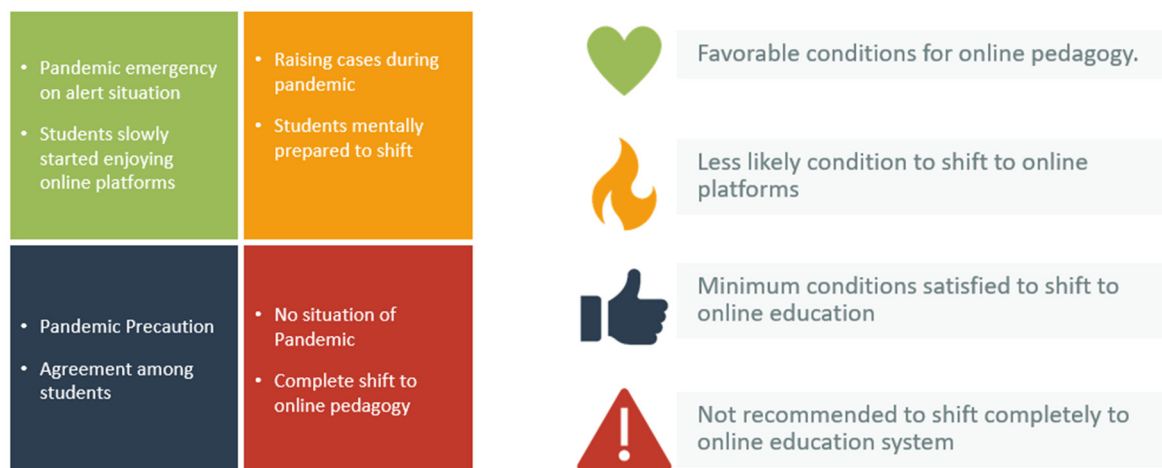 • Pandemic emergency
on alert situation
• Students slowly
started enjoying
online platforms
• Raising cases during
pandemic
• Students mentally
prepared to shift
• Pandemic Precaution
• Agreement among
students
• No situation of
Pandemic
• Complete shift to
online pedagogy
Favorable conditions for online pedagogy.
Less likely condition to shift to online
platforms
Minimum conditions satisfied to shift to
online education
Not recommended to shift completely to
online education system